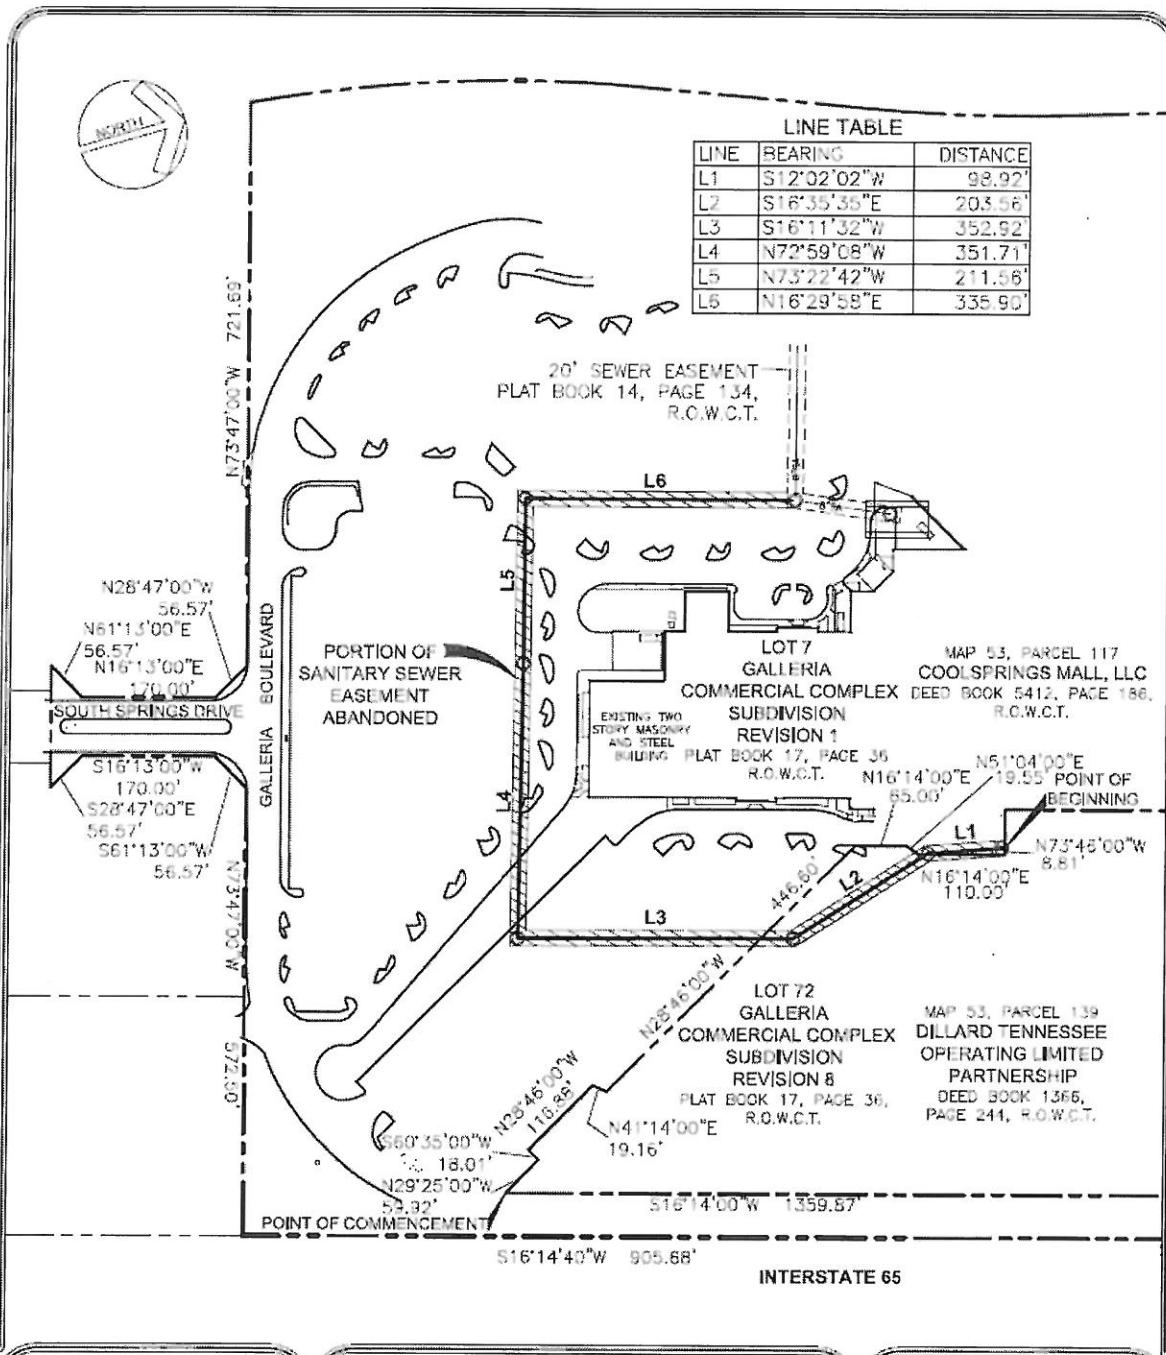 NORTH
LINE TABLE
LINE BEARING DISTANCE
L1 S12°02'02"W 98.92'
L2 S16°35'35"E 203.56'
L3 S16°11'32"W 352.92'
L4 N72°59'08"W 351.71'
L5 N73°22'42"W 211.56'
L6 N16°29'58"E 335.90'
N73°47'00"W 721.69'
20' SEWER EASEMENT
PLAT BOOK 14, PAGE 134,
R.O.W.C.T.
L6
L5
N28°47'00"W
56.57'
N61°13'00"E
56.57'
N16°13'00"E
170.00'
SOUTH SPRINGS DRIVE
S16°13'00"W
170.00'
S28°47'00"E
56.57'
S61°13'00"W
56.57'
GALLERIA BOULEVARD
PORTION OF
SANITARY SEWER
EASEMENT
ABANDONED
LOT 7
GALLERIA
COMMERCIAL COMPLEX
SUBDIVISION
REVISION 1
PLAT BOOK 17, PAGE 36
R.O.W.C.T.
EXISTING TWO
STORY MASONRY
AND STEEL
BUILDING
MAP 53, PARCEL 117
COOLSPRINGS MALL, LLC
DEED BOOK 5412, PAGE 186,
R.O.W.C.T.
N16°14'00"E
65.00'
N51°04'00"E
19.55'
POINT OF
BEGINNING
L4
L1
N73°46'00"W
8.81'
N16°14'00"E
110.00'
L2
L3
446.60'
N28°46'00"W
N73°47'00"W 572.50'
LOT 72
GALLERIA
COMMERCIAL COMPLEX
SUBDIVISION
REVISION 8
PLAT BOOK 17, PAGE 36,
R.O.W.C.T.
MAP 53, PARCEL 139
DILLARD TENNESSEE
OPERATING LIMITED
PARTNERSHIP
DEED BOOK 1366,
PAGE 244, R.O.W.C.T.
N28°46'00"W
116.86'
N41°14'00"E
19.16'
S60°35'00"W
18.01'
N29°25'00"W
59.92'
POINT OF COMMENCEMENT
S16°14'00"W 1359.87'
S16°14'40"W 905.68'
INTERSTATE 65